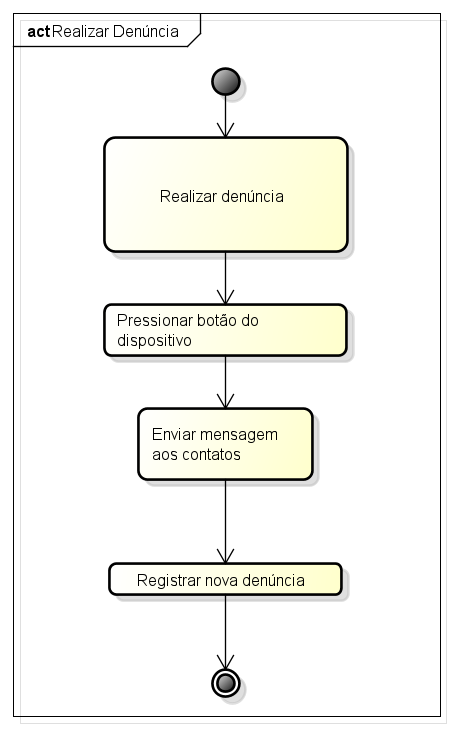 act Realizar Denúncia
Realizar denúncia
Pressionar botão do
dispositivo
Enviar mensagem
aos contatos
Registrar nova denúncia